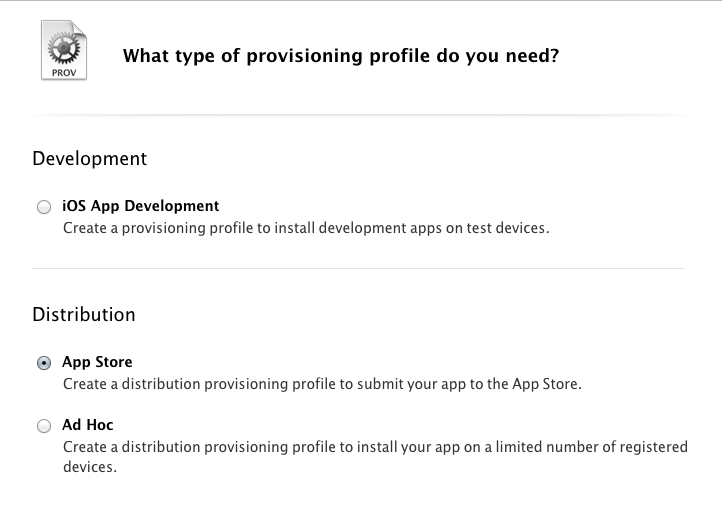 PROV
What type of provisioning profile do you need?
Development
iOS App Development
Create a provisioning profile to install development apps on test devices.
Distribution
App Store
Create a distribution provisioning profile to submit your app to the App Store.
Ad Hoc
Create a distribution provisioning profile to install your app on a limited number of registered
devices.